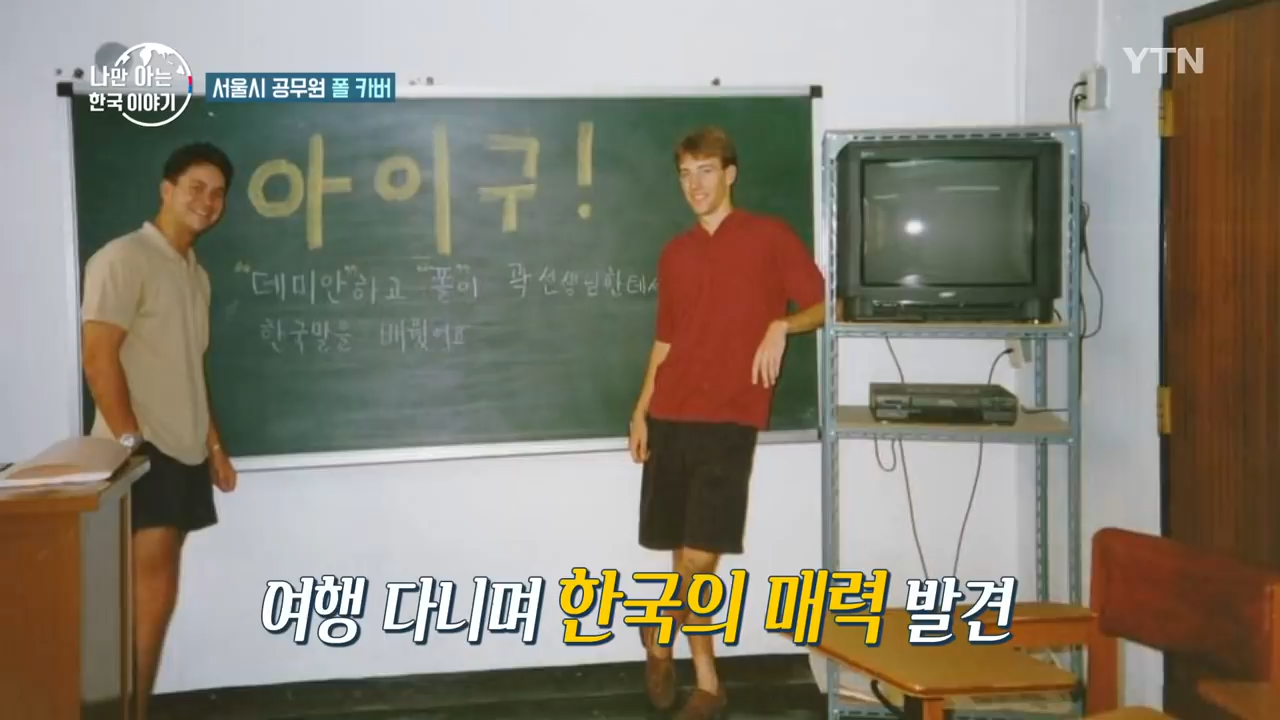 나만 아는
한국 이야기
서울시 공무원 폴 카버
YTN
아이구!
"데미안"하고 "폴"이 곽선생님한테서
한국말을 배웠어요
여행 다니며 한국의 매력 발견